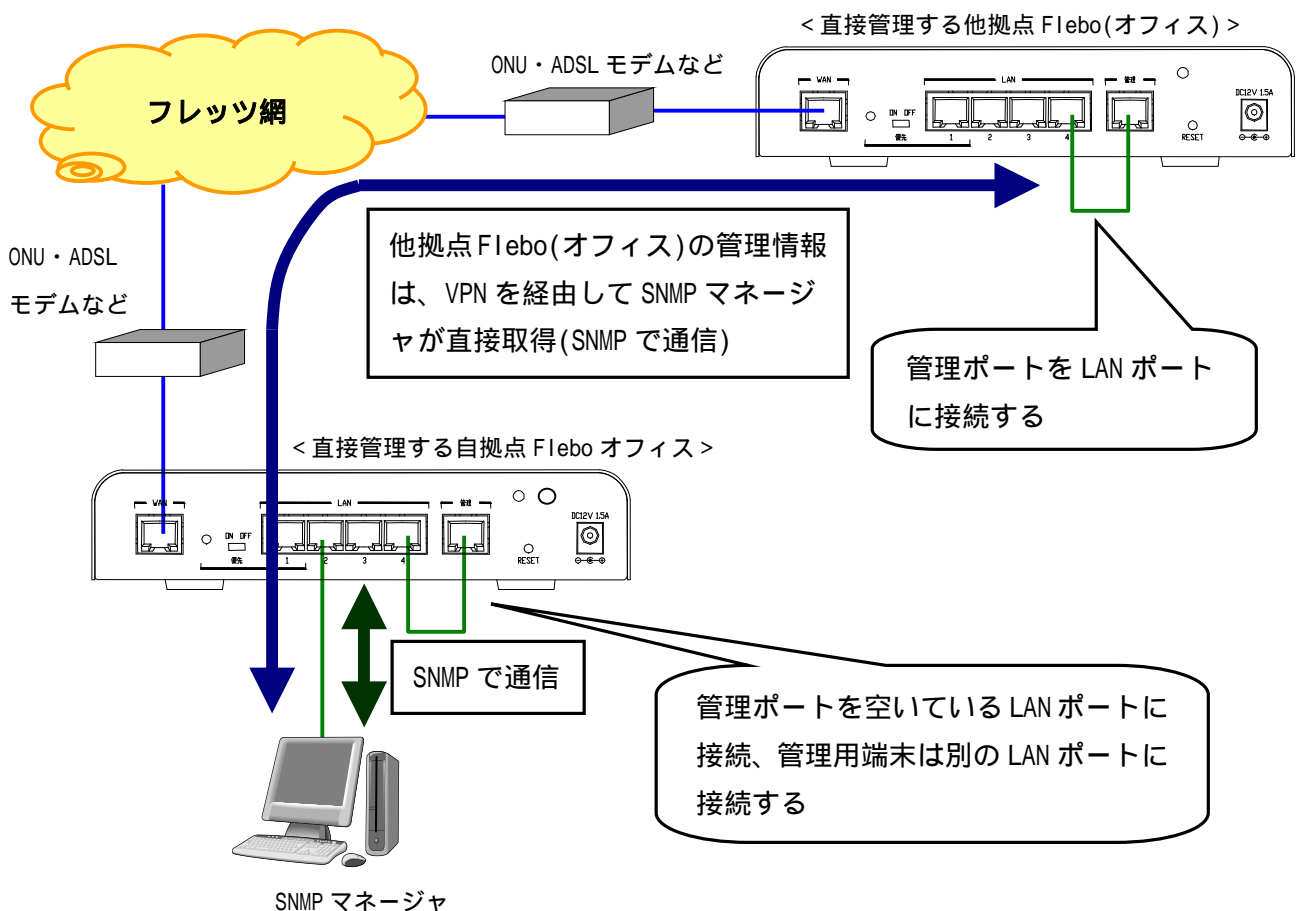 ＜直接管理する他拠点 Flebo(オフィス)＞
ONU・ADSL モデムなど
フレッツ網
WAN
LAN
管理
DC12V 1.5A
ON OFF
優先
1
2
3
4
RESET
他拠点Flebo(オフィス)の管理情報
は、VPN を経由して SNMP マネージ
ャが直接取得(SNMP で通信)
ONU・ADSL
モデムなど
管理ポートを LAN ポート
に接続する
＜直接管理する自拠点 Flebo オフィス＞
WAN
LAN
管理
DC12V 1.5A
ON OFF
優先
1
2
3
4
RESET
SNMP で通信
管理ポートを空いている LAN ポートに
接続、管理用端末は別の LAN ポートに
接続する
SNMP マネージャ